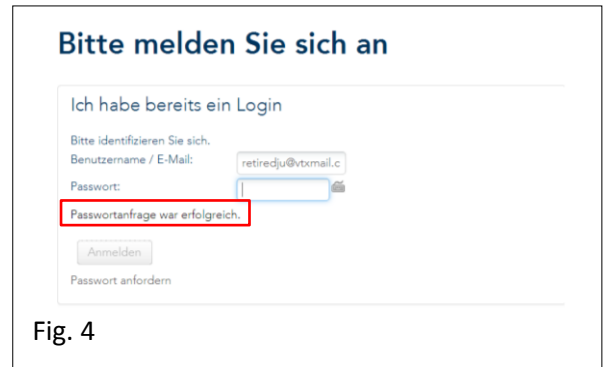 Bitte melden Sie sich an
Ich habe bereits ein Login
Bitte identifizieren Sie sich.
Benutzername / E-Mail: retiredju@vtxmail.c
Passwort:
Passwortanfrage war erfolgreich.
Anmelden
Passwort anfordern
Fig. 4